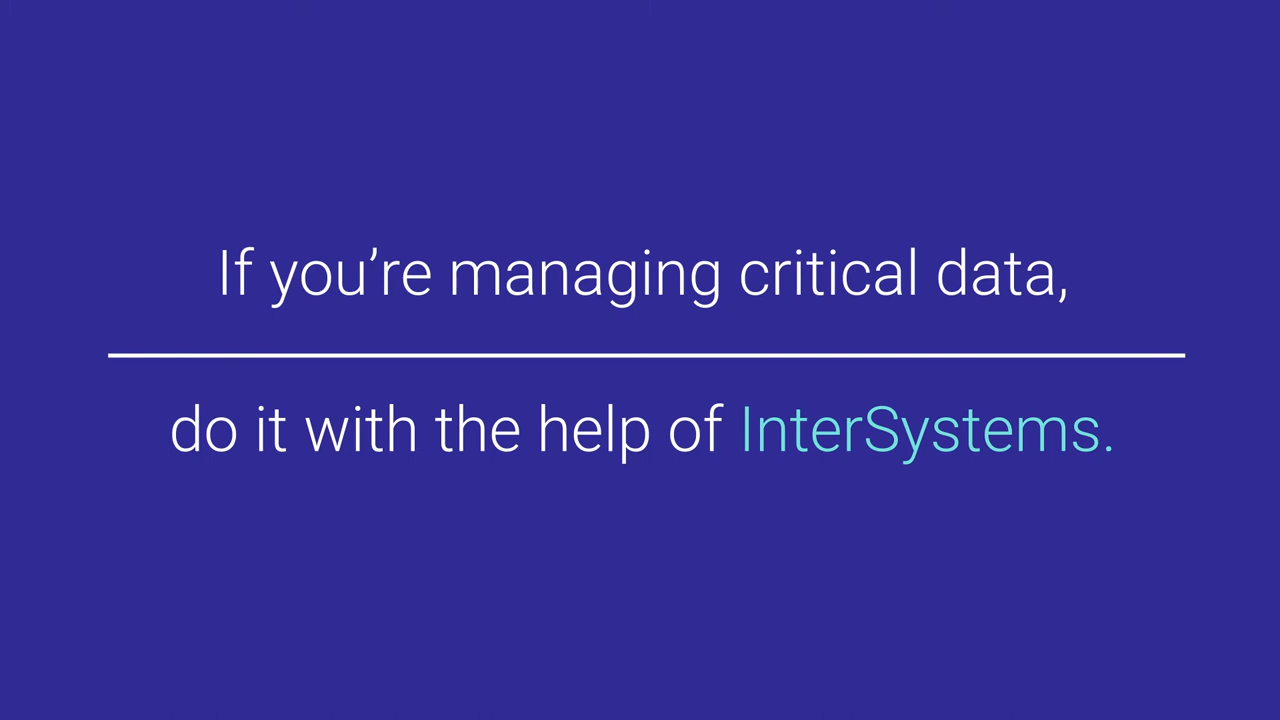 If you’re managing critical data,
do it with the help of InterSystems.